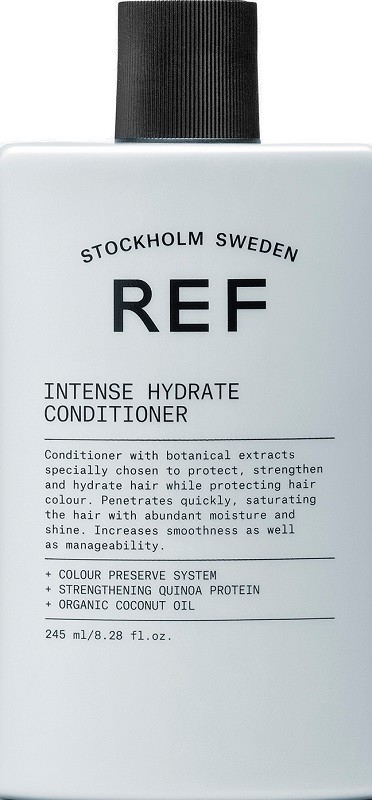 STOCKHOLM SWEDEN
REF
INTENSE HYDRATE
CONDITIONER
Conditioner with botanical extracts
specially chosen to protect, strengthen
and hydrate hair while protecting hair
colour. Penetrates quickly, saturating
the hair with abundant moisture and
shine. Increases smoothness as well
as manageability.
+ COLOUR PRESERVE SYSTEM
+ STRENGTHENING QUINOA PROTEIN
+ ORGANIC COCONUT OIL
245 ml/8.28 fl.oz.